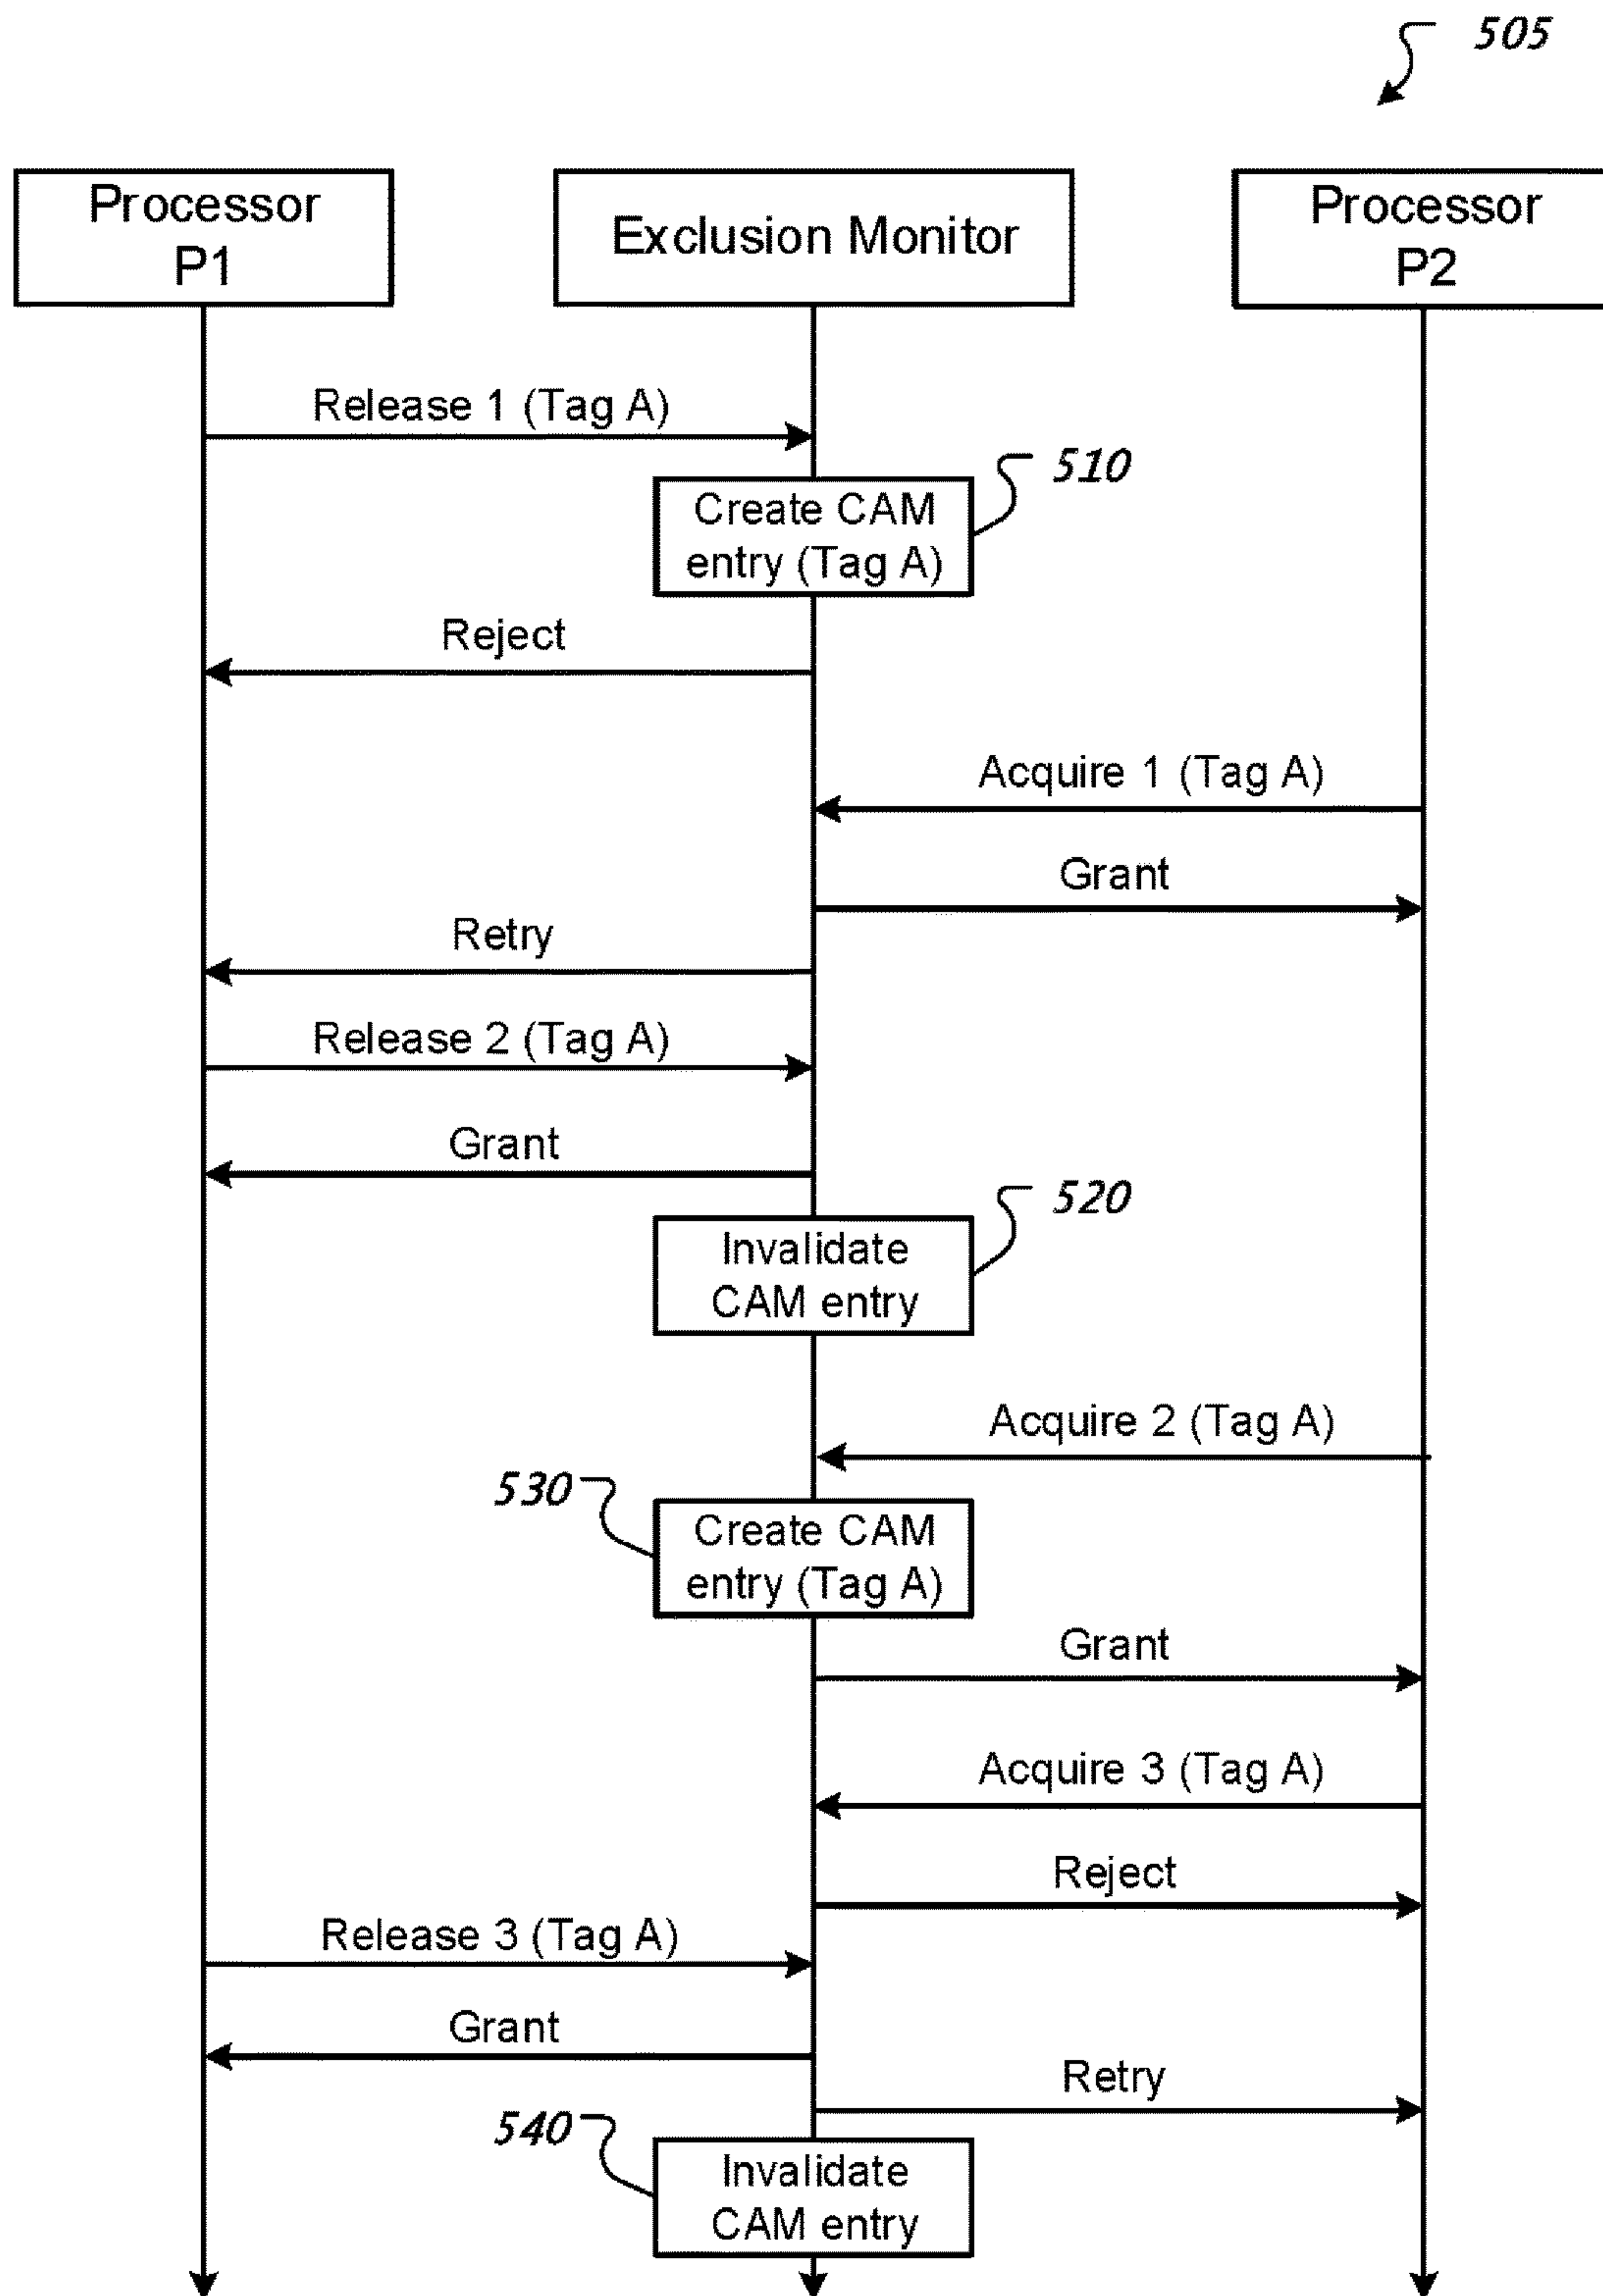 505
Processor
P1
Exclusion Monitor
Processor
P2
Release 1 (Tag A)
510
Create CAM
entry (Tag A)
Reject
Acquire 1 (Tag A)
Grant
Retry
Release 2 (Tag A)
Grant
520
Invalidate
CAM entry
Acquire 2 (Tag A)
530
Create CAM
entry (Tag A)
Grant
Acquire 3 (Tag A)
Reject
Release 3 (Tag A)
Grant
Retry
540
Invalidate
CAM entry